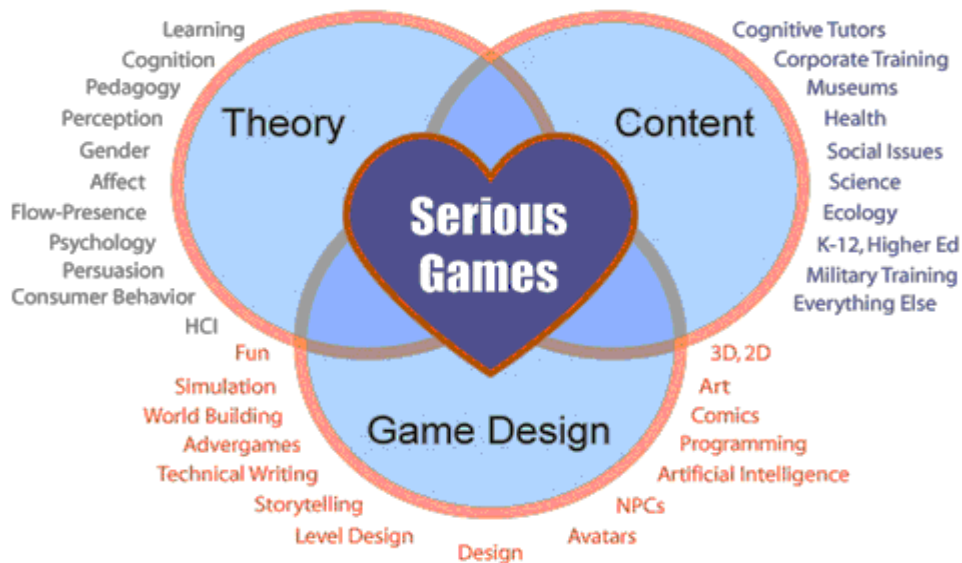 Learning
Cognition
Pedagogy
Perception
Gender
Affect
Flow-Presence
Psychology
Persuasion
Consumer Behavior
HCI
Theory
Content
Cognitive Tutors
Corporate Training
Museums
Health
Social Issues
Science
Ecology
K-12, Higher Ed
Military Training
Everything Else
Serious
Games
Game Design
Fun
Simulation
World Building
Advergames
Technical Writing
Storytelling
Level Design
Design
Avatars
NPCs
Artificial Intelligence
Programming
Comics
Art
3D, 2D